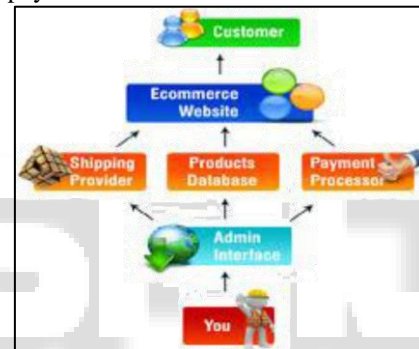 Customer
Ecommerce
Website
Shipping
Provider
Products
Database
Payment
Processor
Admin
Interface
You